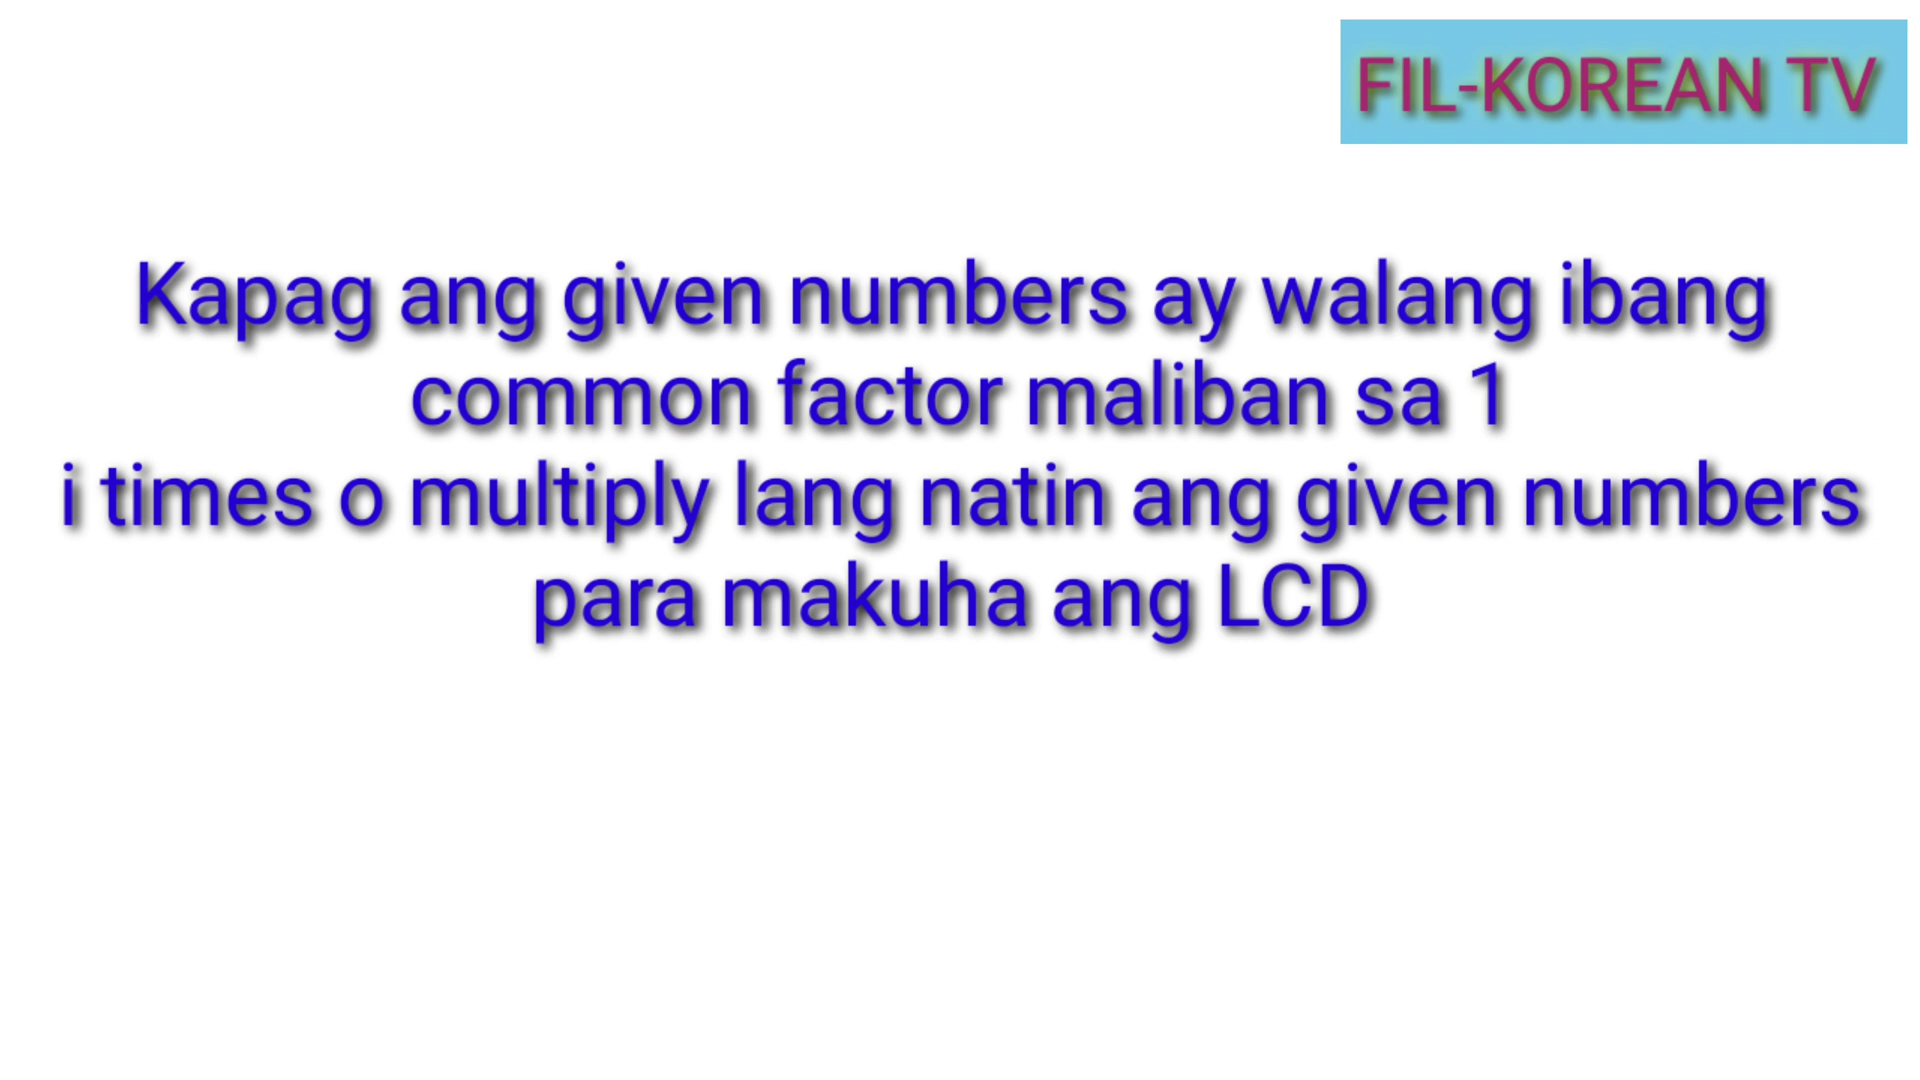 FIL-KOREAN TV
Kapag ang given numbers ay walang ibang
common factor maliban sa 1
i times o multiply lang natin ang given numbers
para makuha ang LCD